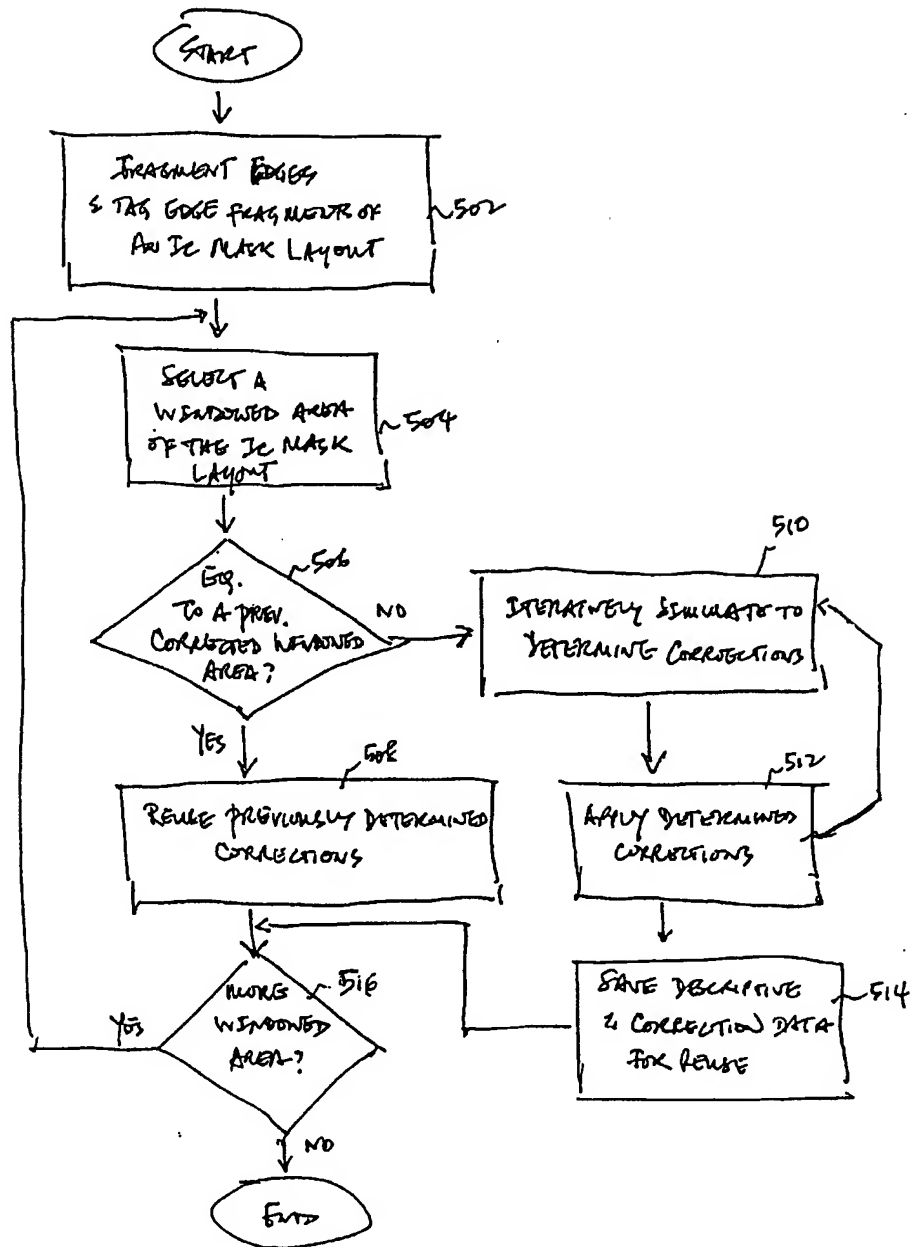 START
FRAGMENT EDGES
& TAG EDGE FRAGMENTS OF
AN IC MASK LAYOUT
502
SELECT A
WINDOWED AREA
OF THE IC MASK
LAYOUT
504
EQ.
TO A PREV.
CORRECTED WINDOWED
AREA?
506
NO
YES
510
ITERATIVELY SIMULATE TO
DETERMINE CORRECTIONS
508
REUSE PREVIOUSLY DETERMINED
CORRECTIONS
512
APPLY DETERMINED
CORRECTIONS
MORE
WINDOWED
AREA?
516
YES
NO
SAVE DESCRIPTIVE
& CORRECTION DATA
FOR REUSE
514
END